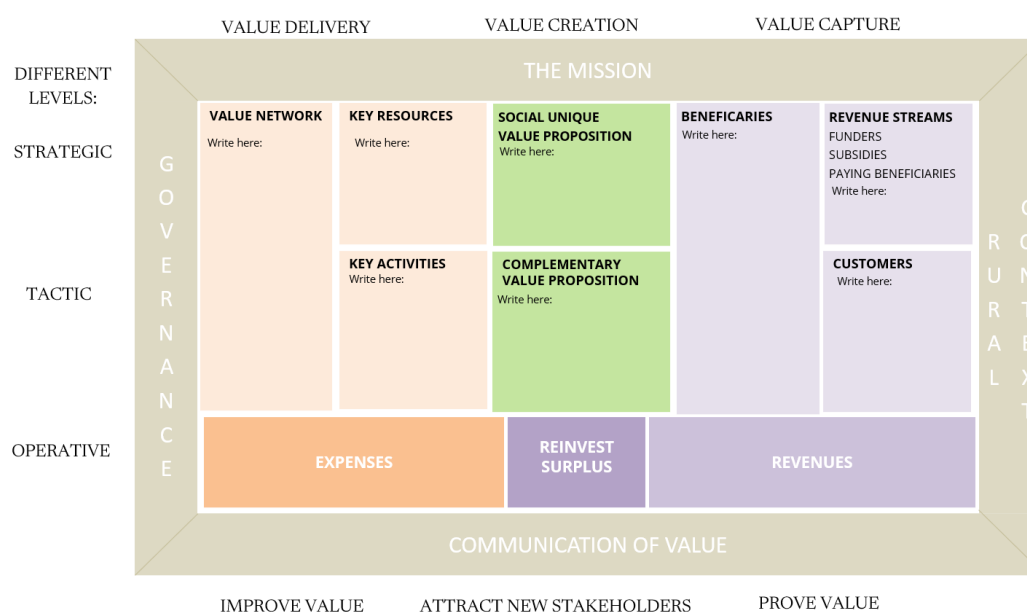 VALUE DELIVERY
VALUE CREATION
VALUE CAPTURE
DIFFERENT
LEVELS:
THE MISSION
STRATEGIC
GOVERNANCE
VALUE NETWORK
Write here:
KEY RESOURCES
Write here:
SOCIAL UNIQUE
VALUE PROPOSITION
Write here:
BENEFICARIES
Write here:
REVENUE STREAMS
FUNDERS
SUBSIDIES
PAYING BENEFICIARIES
Write here:
RURAL
CONTEXT
TACTIC
KEY ACTIVITIES
Write here:
COMPLEMENTARY
VALUE PROPOSITION
Write here:
CUSTOMERS
Write here:
OPERATIVE
EXPENSES
REINVEST
SURPLUS
REVENUES
COMMUNICATION OF VALUE
IMPROVE VALUE
ATTRACT NEW STAKEHOLDERS
PROVE VALUE